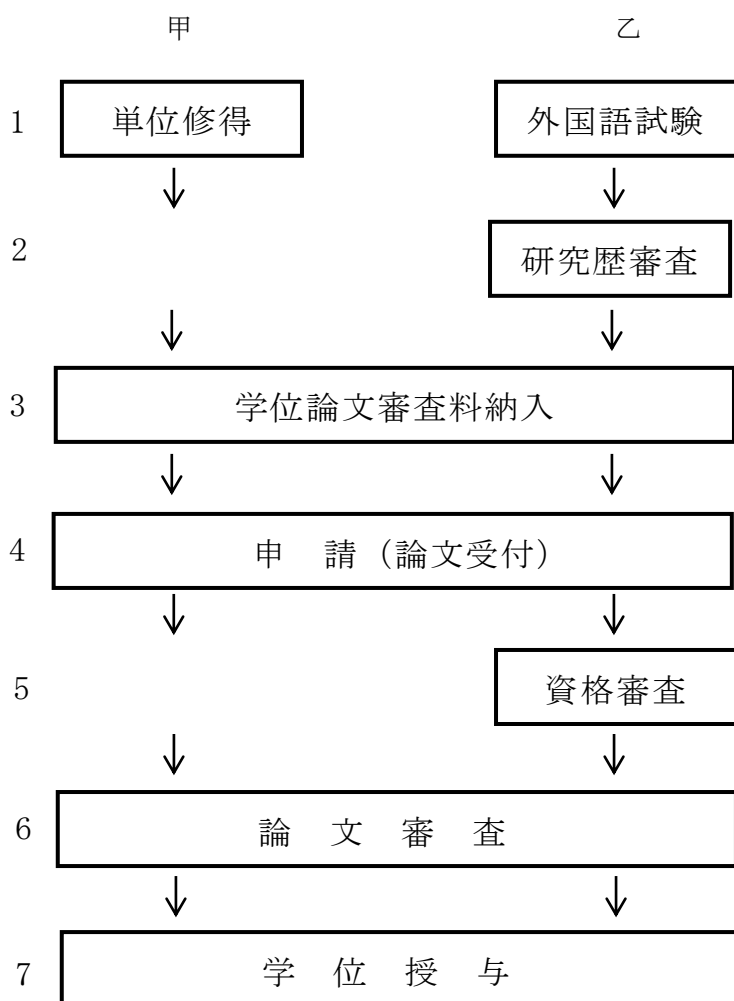 甲 乙
1 単位修得 外国語試験
2 研究歴審査
3 学位論文審査料納入
4 申 請（論文受付）
5 資格審査
6 論 文 審 査
7 学 位 授 与